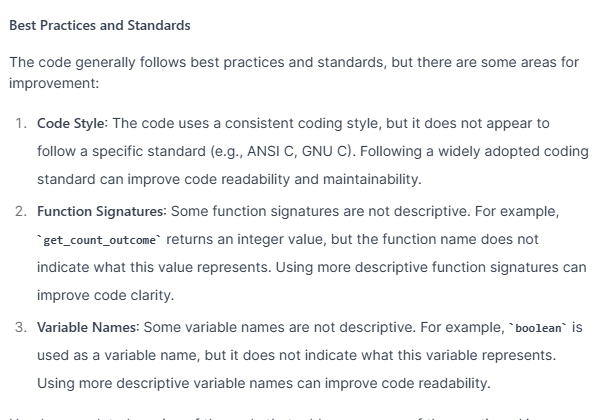 Best Practices and Standards
The code generally follows best practices and standards, but there are some areas for
improvement:
1. Code Style: The code uses a consistent coding style, but it does not appear to
follow a specific standard (e.g., ANSI C, GNU C). Following a widely adopted coding
standard can improve code readability and maintainability.
2. Function Signatures: Some function signatures are not descriptive. For example,
`get_count_outcome` returns an integer value, but the function name does not
indicate what this value represents. Using more descriptive function signatures can
improve code clarity.
3. Variable Names: Some variable names are not descriptive. For example, `boolean` is
used as a variable name, but it does not indicate what this variable represents.
Using more descriptive variable names can improve code readability.